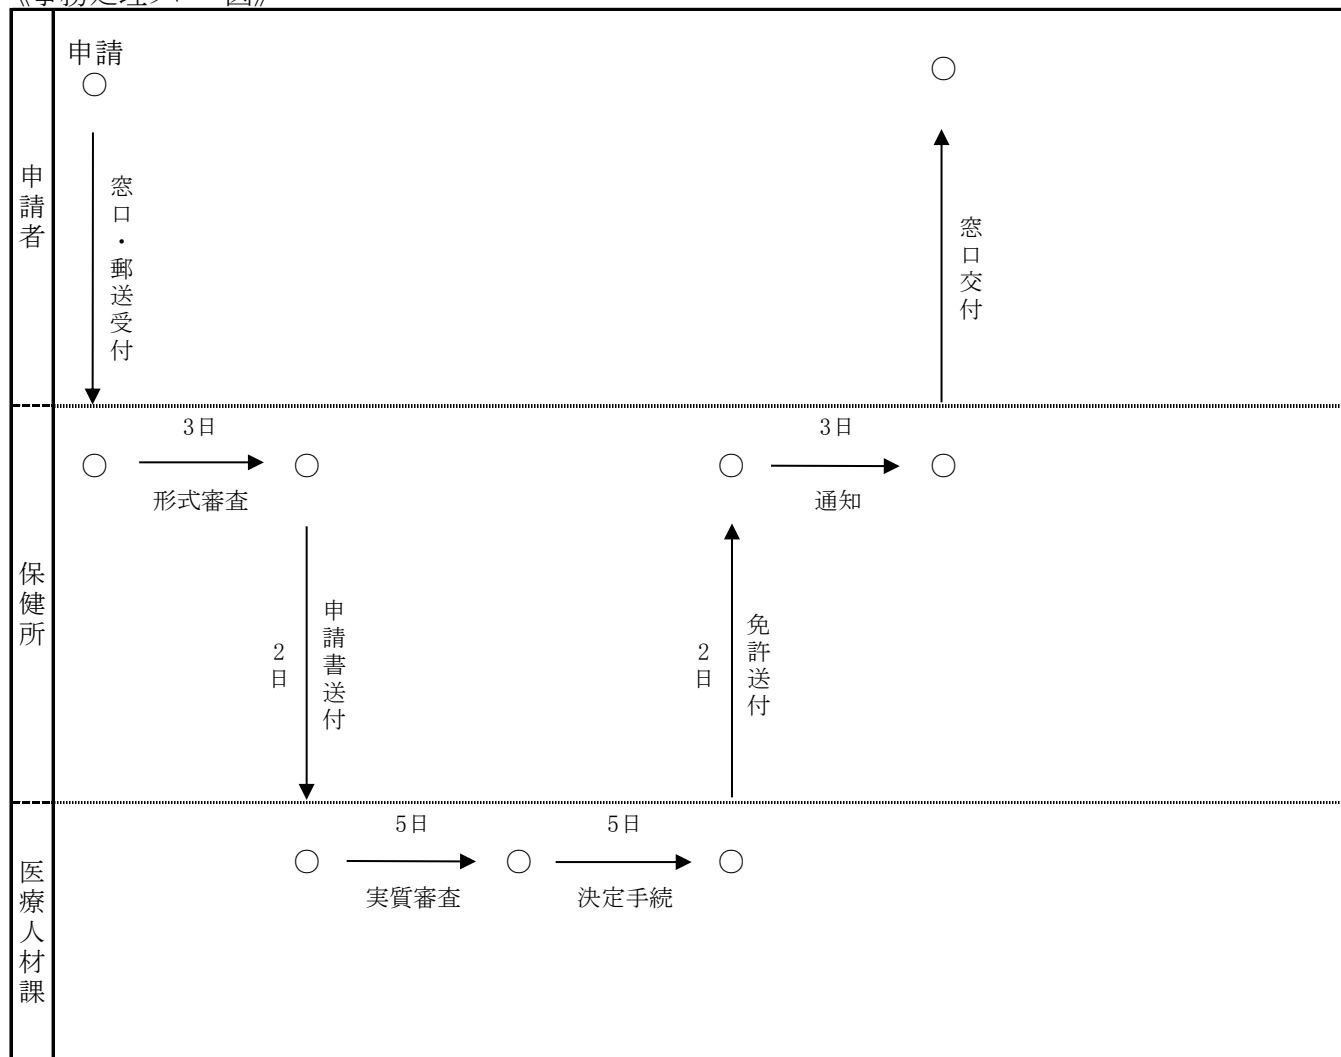 申請
申請者
窓口・郵送受付
窓口交付
3日
形式審査
3日
通知
保健所
2日
申請書送付
2日
免許送付
5日
実質審査
5日
決定手続
医療人材課